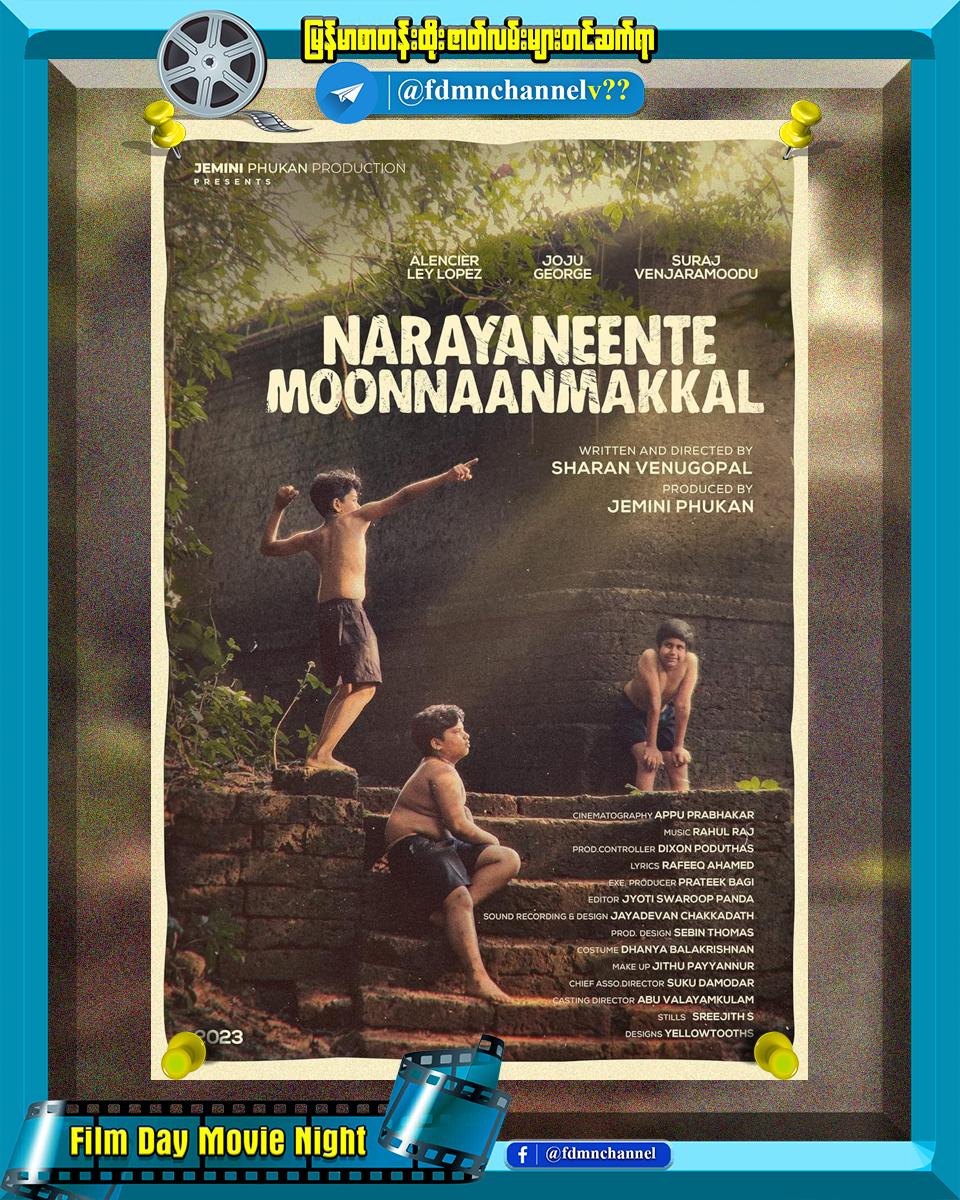 မြန်မာစာတန်းထိုးဇာတ်လမ်းများတင်ဆက်ရာ
@fdmnchannelv??
JEMINI PHUKAN PRODUCTION
PRESENTS
ALENCIER
LEY LOPEZ
JOJU
GEORGE
SURAJ
VENJARAMOODU
NARAYANEENTE
MOONNAANMAKKAL
WRITTEN AND DIRECTED BY
SHARAN VENUGOPAL
PRODUCED BY
JEMINI PHUKAN
CINEMATOGRAPHY APPU PRABHAKAR
MUSIC RAHUL RAJ
PROD.CONTROLLER DIXON PODUTHAS
LYRICS RAFEEQ AHAMED
EXE. PRODUCER PRATEEK BAGI
EDITOR JYOTI SWAROOP PANDA
SOUND RECORDING & DESIGN JAYADEVAN CHAKKADATH
PROD. DESIGN SEBIN THOMAS
COSTUME DHANYA BALAKRISHNAN
MAKE UP JITHU PAYYANNUR
CHIEF ASSO.DIRECTOR SUKU DAMODAR
CASTING DIRECTOR ABU VALAYAMKULAM
STILLS SREEJITH S
DESIGNS YELLOWTOOTHS
2023
Film Day Movie Night
@fdmnchannel